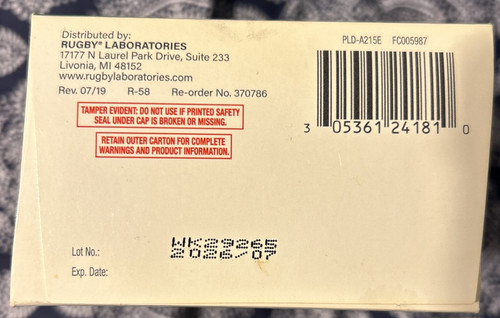 Distributed by:
RUGBY® LABORATORIES
17177 N Laurel Park Drive, Suite 233
Livonia, MI 48152
www.rugbylaboratories.com
Rev. 07/19 R-58 Re-order No. 370786
TAMPER EVIDENT: DO NOT USE IF PRINTED SAFETY
SEAL UNDER CAP IS BROKEN OR MISSING.
RETAIN OUTER CARTON FOR COMPLETE
WARNINGS AND PRODUCT INFORMATION.
PLD-A215E FC005987
3 05361 24181 0
Lot No.: WK29265
Exp. Date: 2026/07